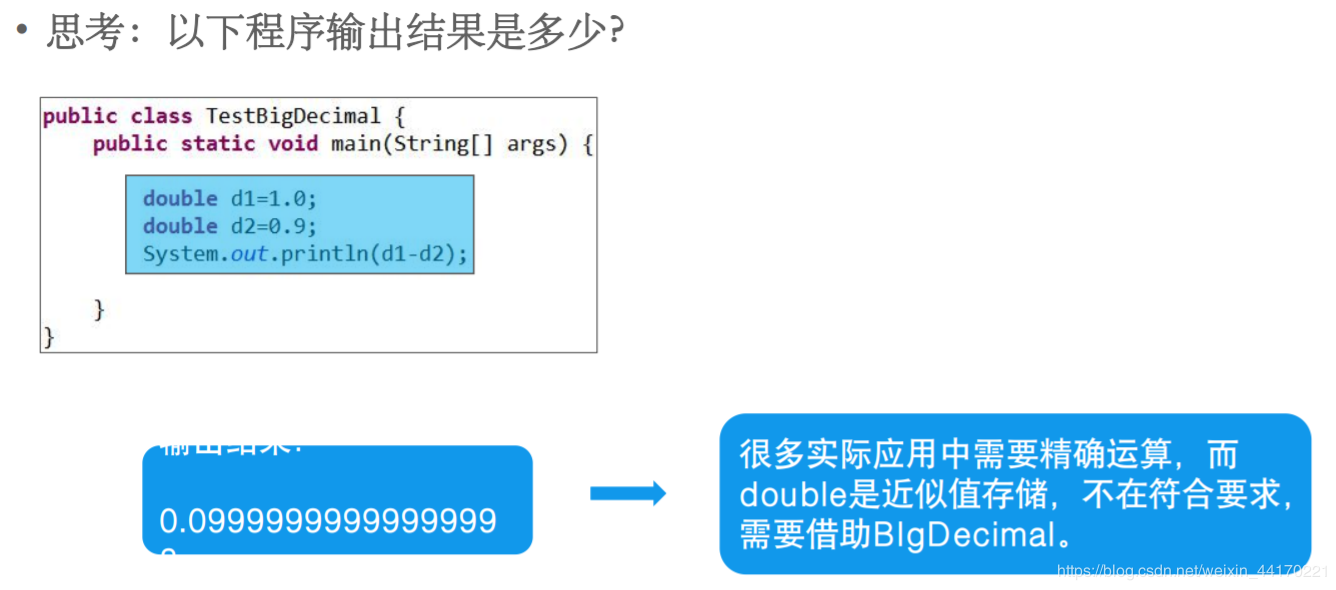 • 思考：以下程序输出结果是多少?
public class TestBigDecimal {
public static void main(String[] args) {
double d1=1.0;
double d2=0.9;
System.out.println(d1-d2);
}
}
输出结果：
0.0999999999999999
很多实际应用中需要精确运算，而
double是近似值存储，不在符合要求，
需要借助BIgDecimal。
https://blog.csdn.net/weixin_44170221